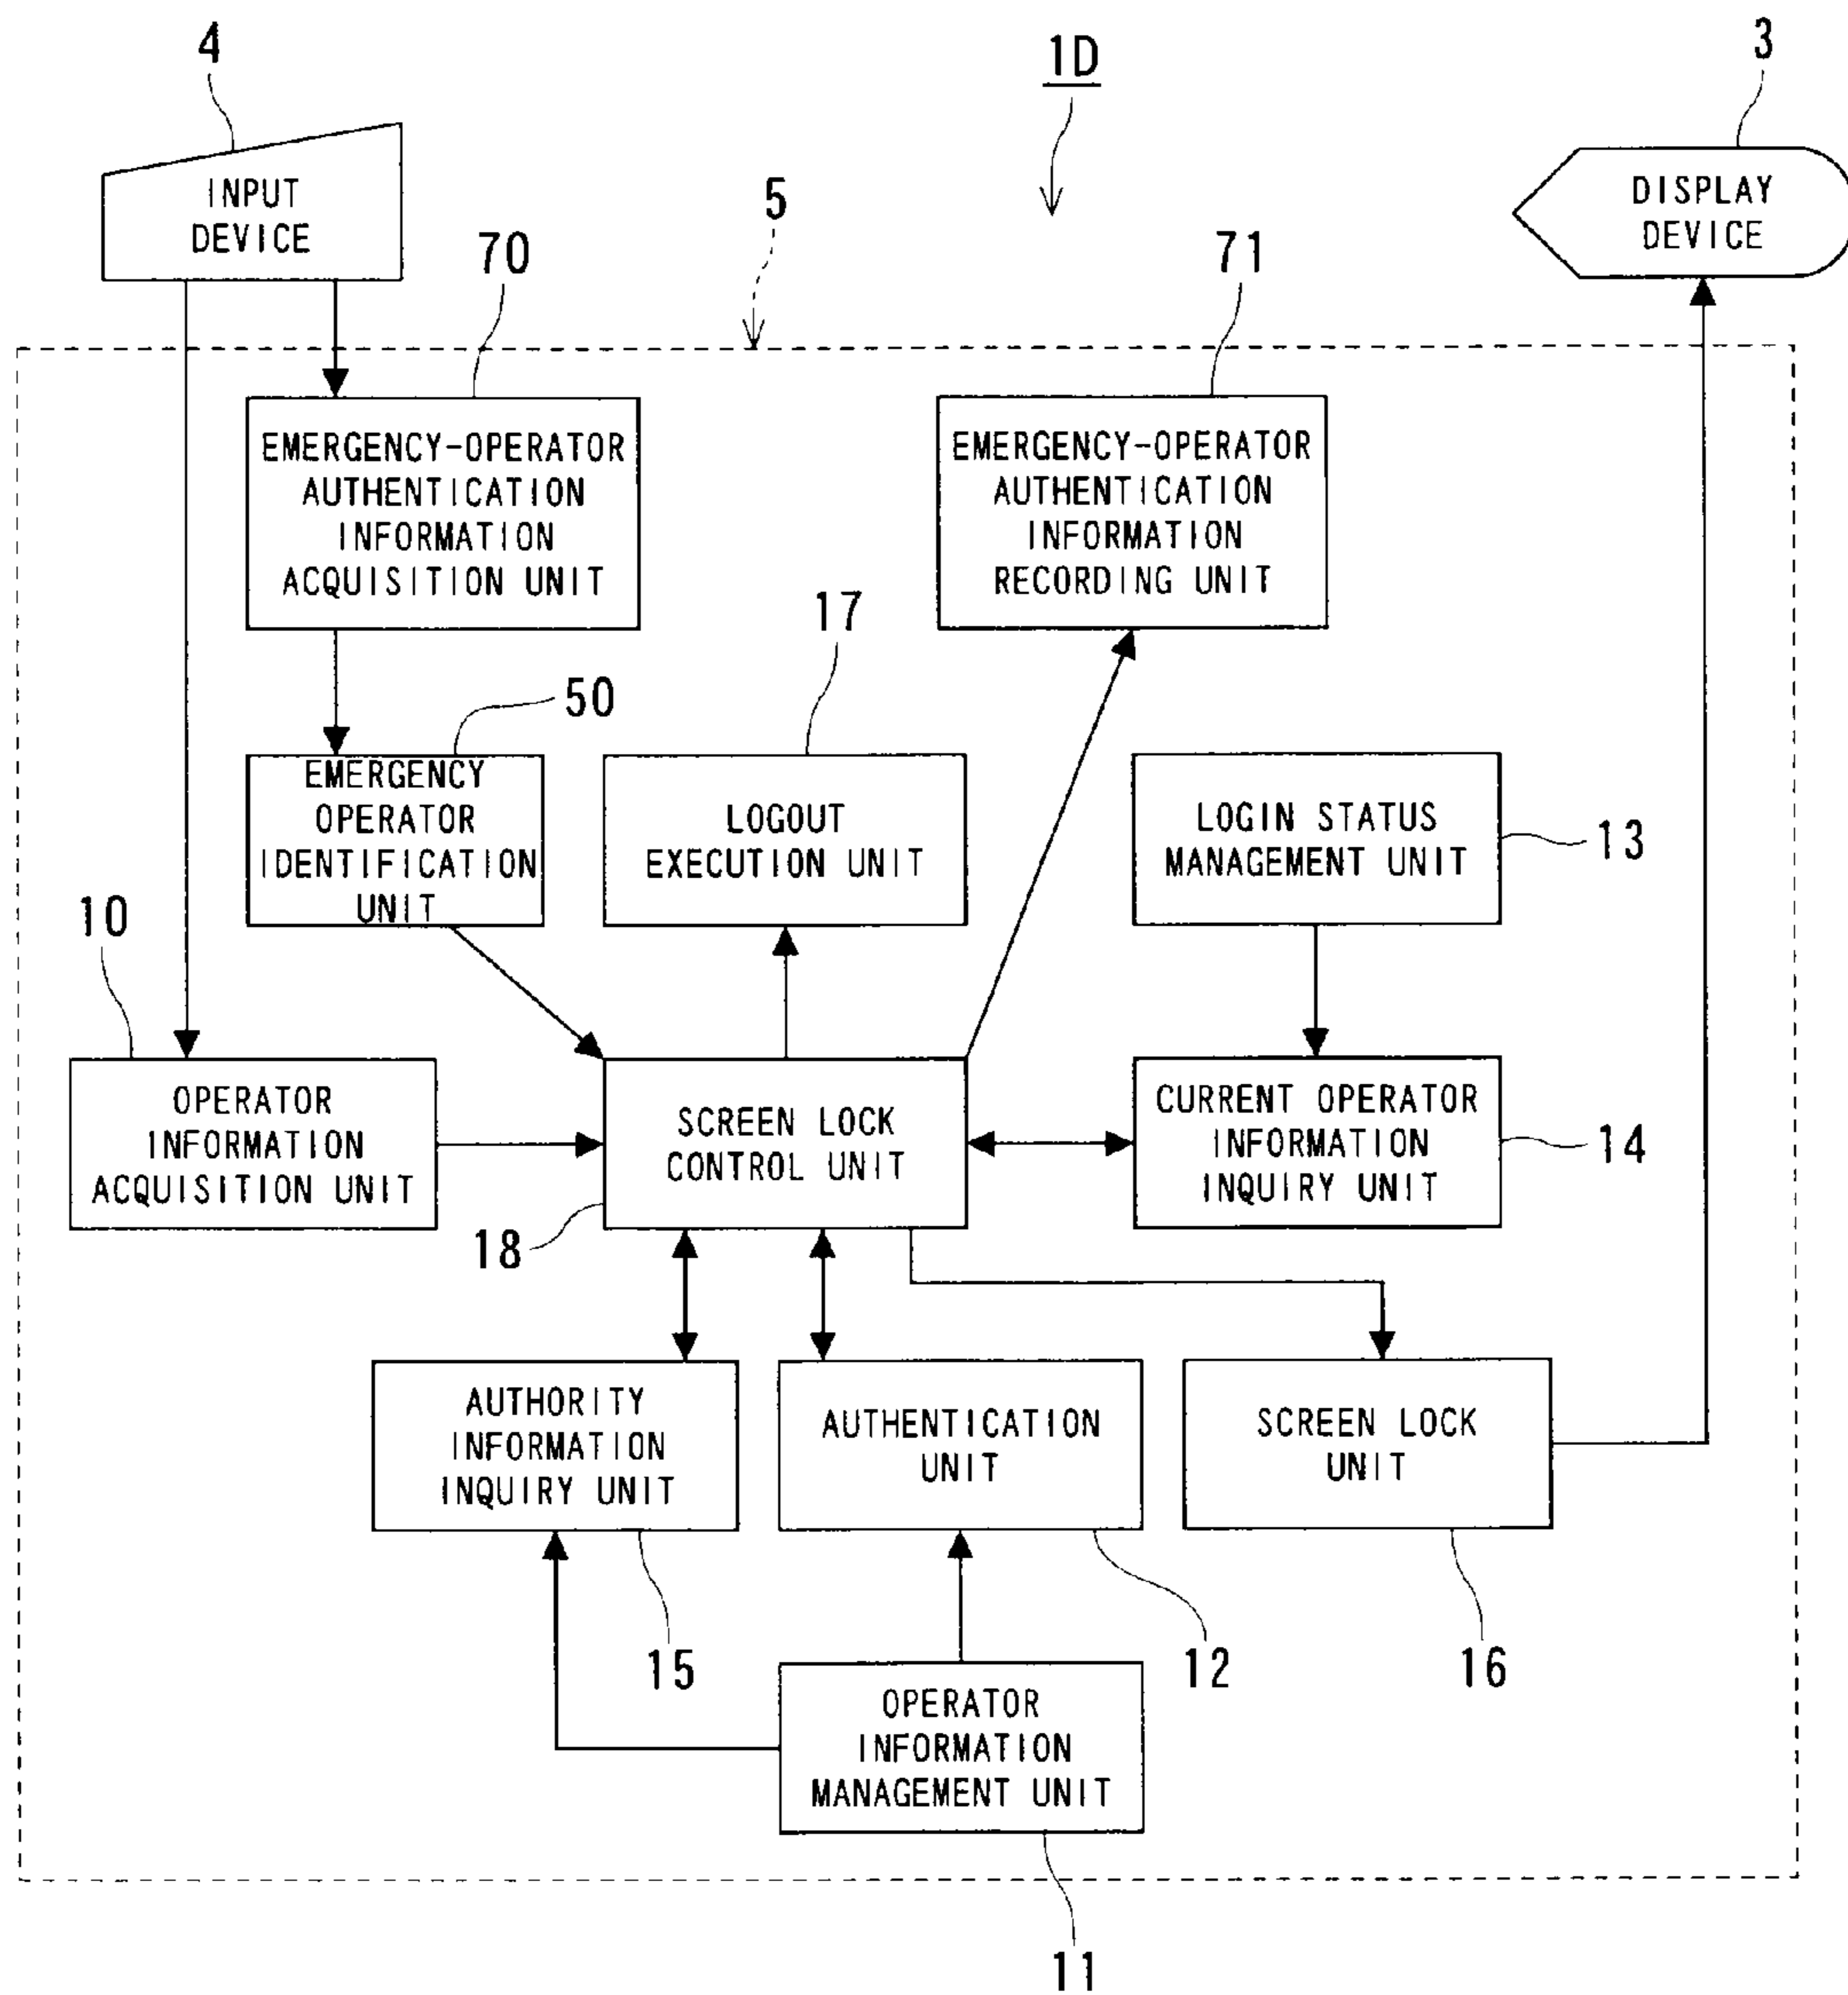 4
1D
3
INPUT
DEVICE
DISPLAY
DEVICE
5
70
71
EMERGENCY-OPERATOR
AUTHENTICATION
INFORMATION
ACQUISITION UNIT
EMERGENCY-OPERATOR
AUTHENTICATION
INFORMATION
RECORDING UNIT
17
50
EMERGENCY
OPERATOR
IDENTIFICATION
UNIT
LOGOUT
EXECUTION UNIT
LOGIN STATUS
MANAGEMENT UNIT
13
10
OPERATOR
INFORMATION
ACQUISITION UNIT
SCREEN LOCK
CONTROL UNIT
CURRENT OPERATOR
INFORMATION
INQUIRY UNIT
14
18
AUTHORITY
INFORMATION
INQUIRY UNIT
AUTHENTICATION
UNIT
SCREEN LOCK
UNIT
15
12
16
OPERATOR
INFORMATION
MANAGEMENT UNIT
11